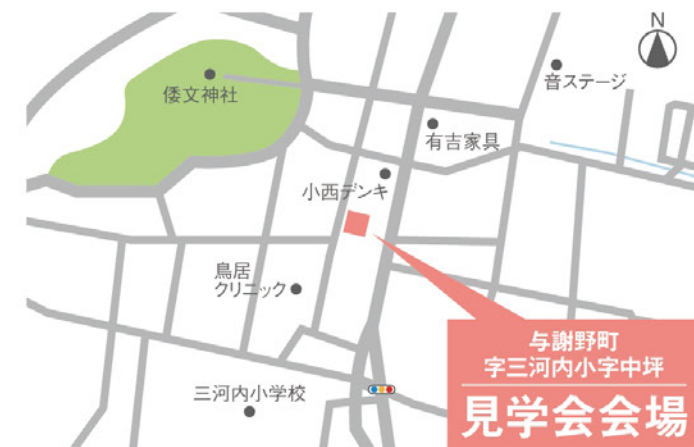 N
倭文神社
音ステージ
有吉家具
小西デンキ
鳥居
クリニック
与謝野町
字三河内小字中坪
見学会会場
三河内小学校